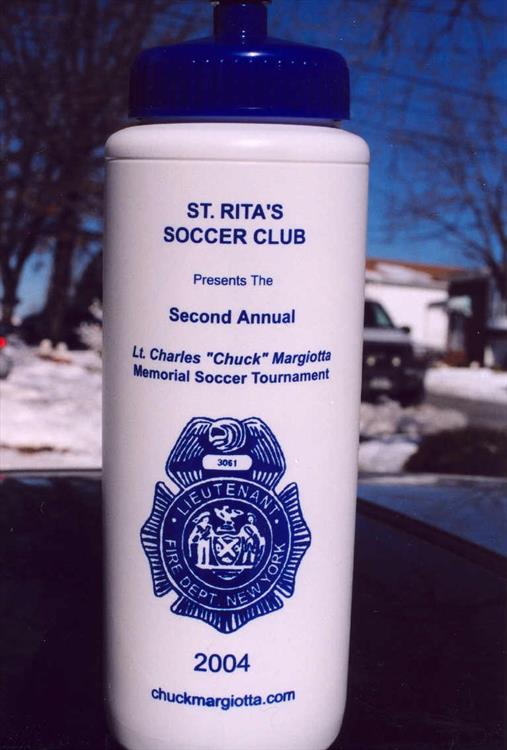 ST. RITA'S
SOCCER CLUB
Presents The
Second Annual
Lt. Charles "Chuck" Margiotta
Memorial Soccer Tournament
3061
LIEUTENANT
FIRE DEPT. NEW YORK
2004
chuckmargiotta.com